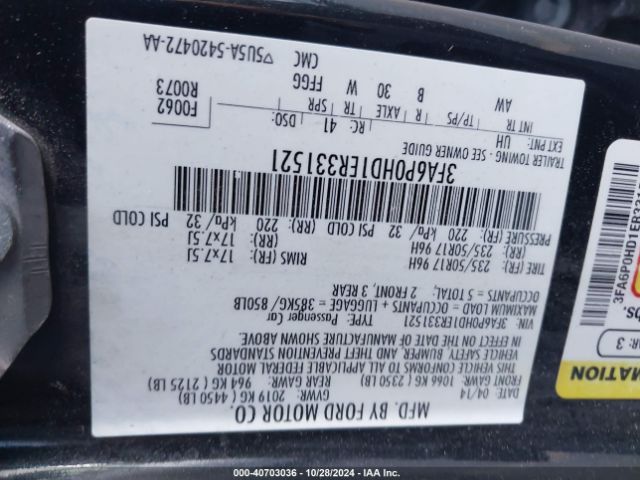 MFD. BY FORD MOTOR CO.
DATE: 04/14 GVWR: 2019 KG ( 4450 LB)
FRONT GAWR: 1066 KG ( 2350 LB) REAR GAWR: 964 KG ( 2125 LB)
THIS VEHICLE CONFORMS TO ALL APPLICABLE FEDERAL MOTOR
VEHICLE SAFETY, BUMPER, AND THEFT PREVENTION STANDARDS
IN EFFECT ON THE DATE OF MANUFACTURE SHOWN ABOVE.
VIN: 3FA6P0HD1ER331521 TYPE: Passenger Car
MAXIMUM LOAD = OCCUPANTS + LUGGAGE = 385KG/ 850LB
OCCUPANTS = 5 TOTAL; 2 FRONT, 3 REAR
TIRE (FR): 235/50R17 96H RIMS (FR): 17x7.5J
(RR): 235/50R17 96H (RR): 17x7.5J
PRESSURE (FR): 220 kPa/ 32 PSI COLD
(RR): 220 kPa/ 32 PSI COLD
3FA6P0HD1ER331521
TRAILER TOWING - SEE OWNER GUIDE
EXT PNT: UH RC: 41 DSO: F0062
INT TR TP/PS R AXLE TR SPR R0073
AW B 30 W FFGG
CMC ▽5U5A-5420472-AA
MATION
3FA6P0HD1ER331
000-40703036 - 10/28/2024 - IAA Inc.